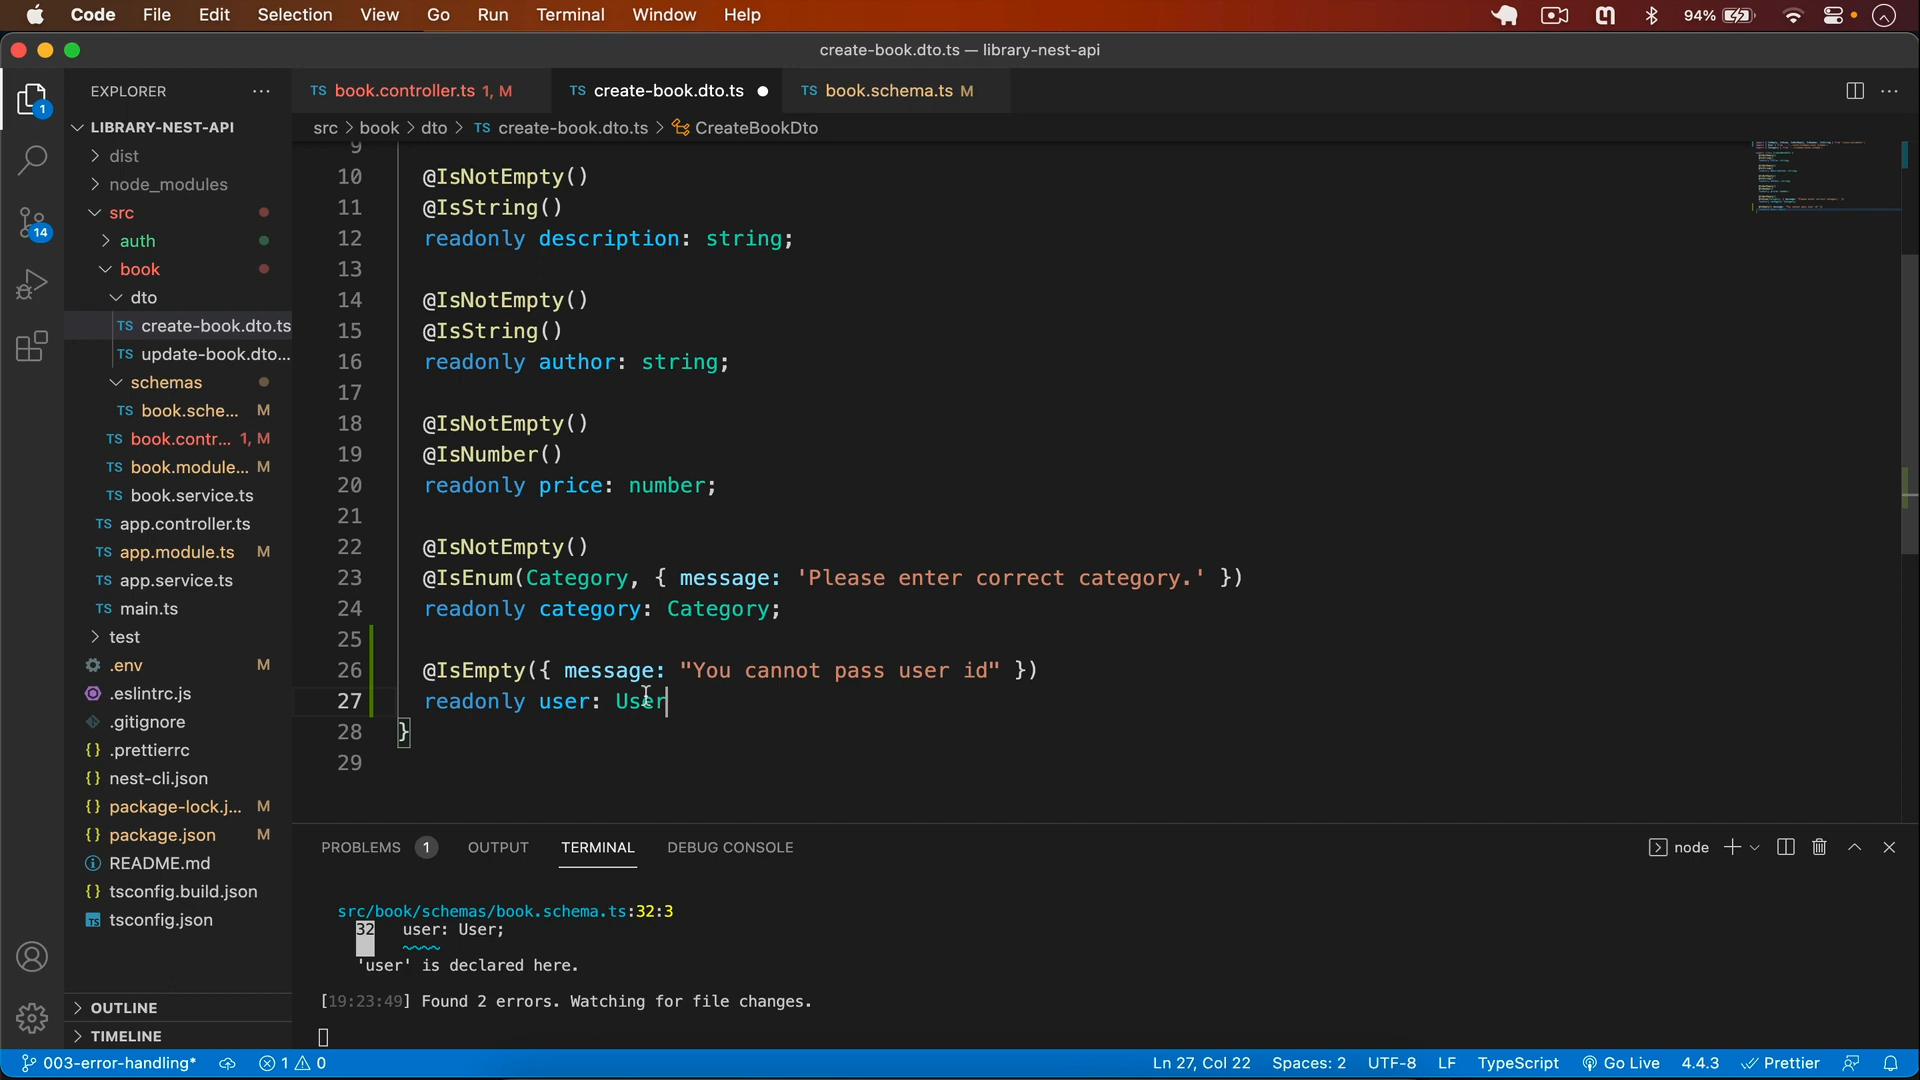 Code File Edit Selection View Go Run Terminal Window Help 94%
create-book.dto.ts — library-nest-api
EXPLORER
TS book.controller.ts 1, M
TS create-book.dto.ts
TS book.schema.ts M
src > book > dto > TS create-book.dto.ts > CreateBookDto
1
14
LIBRARY-NEST-API
dist
node_modules
src
auth
book
dto
TS create-book.dto.ts
TS update-book.dto...
schemas
TS book.sche... M
TS book.contr... 1, M
TS book.module... M
TS book.service.ts
TS app.controller.ts
TS app.module.ts M
TS app.service.ts
TS main.ts
test
.env M
.eslintrc.js
.gitignore
{} .prettierrc
{} nest-cli.json
{} package-lock.j... M
{} package.json M
README.md
{} tsconfig.build.json
TS tsconfig.json
OUTLINE
TIMELINE
9
10 @IsNotEmpty()
11 @IsString()
12 readonly description: string;
13
14 @IsNotEmpty()
15 @IsString()
16 readonly author: string;
17
18 @IsNotEmpty()
19 @IsNumber()
20 readonly price: number;
21
22 @IsNotEmpty()
23 @IsEnum(Category, { message: 'Please enter correct category.' })
24 readonly category: Category;
25
26 @IsEmpty({ message: "You cannot pass user id" })
27 readonly user: User
28 }
29
PROBLEMS 1 OUTPUT TERMINAL DEBUG CONSOLE
node
src/book/schemas/book.schema.ts:32:3
32 user: User;
~~~~
'user' is declared here.
[19:23:49] Found 2 errors. Watching for file changes.
003-error-handling* 1 0
Ln 27, Col 22 Spaces: 2 UTF-8 LF TypeScript Go Live 4.4.3 Prettier